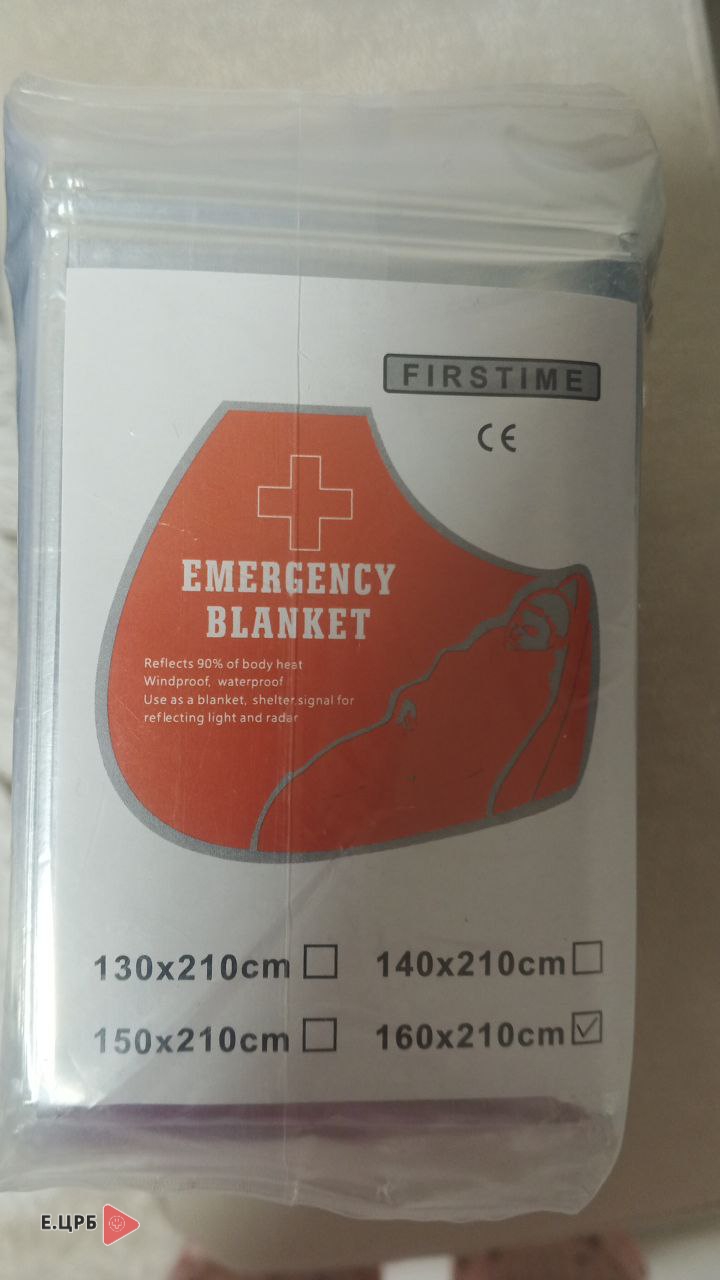 FIRSTIME
CE
EMERGENCY
BLANKET
Reflects 90% of body heat
Windproof, waterproof
Use as a blanket, shelter signal for
reflecting light and radar
130x210cm 140x210cm
150x210cm 160x210cm
Е.ЦРБ